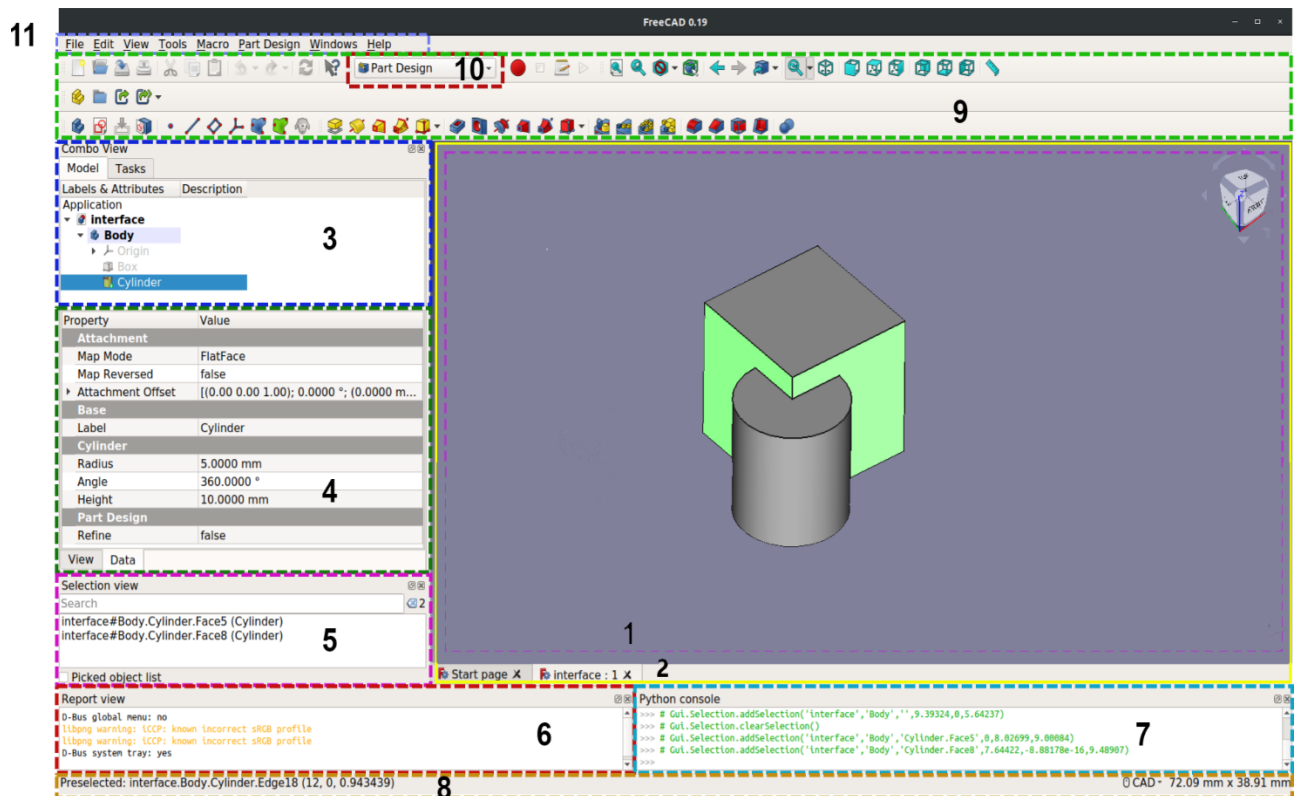 FreeCAD 0.19
11
File Edit View Tools Macro Part Design Windows Help
Part Design
10
9
Combo View
Model Tasks
Labels & Attributes Description
Application
interface
Body
3
Origin
Box
Cylinder
FRONT
Property Value
Attachment
Map Mode FlatFace
Map Reversed false
Attachment Offset [(0.00 0.00 1.00); 0.0000 °; (0.0000 m...
Base
Label Cylinder
Cylinder
Radius 5.0000 mm
Angle 360.0000 °
4
Height 10.0000 mm
Part Design
Refine false
View Data
Selection view
Search 2
interface#Body.Cylinder.Face5 (Cylinder)
interface#Body.Cylinder.Face8 (Cylinder)
5
Picked object list
1
Start page X interface : 1 X 2
Report view
D-Bus global menu: no
libpng warning: iCCP: known incorrect sRGB profile
libpng warning: iCCP: known incorrect sRGB profile
D-Bus system tray: yes
6
Python console
>>> # Gui.Selection.addSelection('interface','Body','',9.39324,0,5.64237)
>>> # Gui.Selection.clearSelection()
>>> # Gui.Selection.addSelection('interface','Body','Cylinder.Face5',0,8.02699,9.00084)
>>> # Gui.Selection.addSelection('interface','Body','Cylinder.Face8',7.64422,-8.88178e-16,9.48907)
>>>
7
Preselected: interface.Body.Cylinder.Edge18 (12, 0, 0.943439)
8
CAD 72.09 mm x 38.91 mm